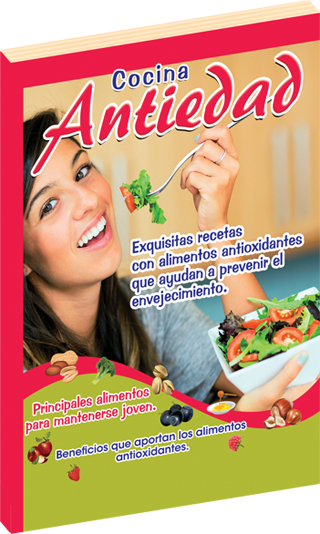 Cocina
Antiedad
Exquisitas recetas
con alimentos antioxidantes
que ayudan a prevenir el
envejecimiento.
Principales alimentos
para mantenerse joven.
Beneficios que aportan los alimentos
antioxidantes.